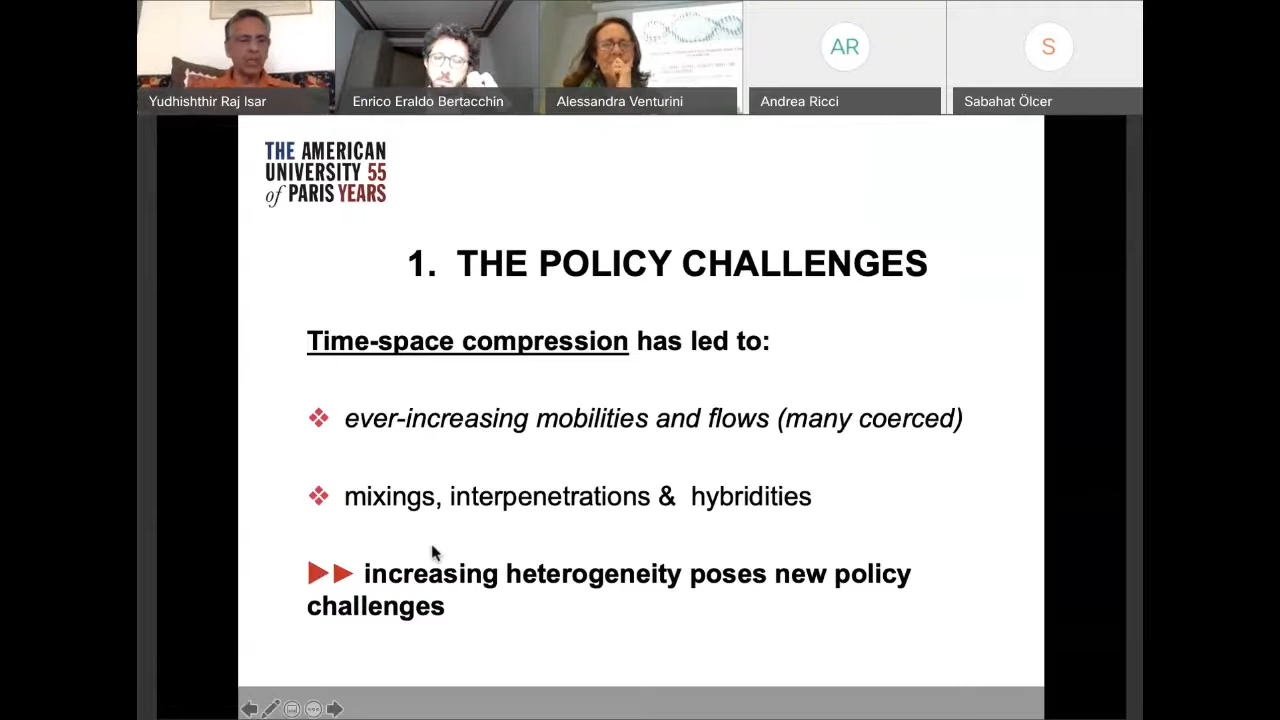 Yudhishthir Raj Isar
Enrico Eraldo Bertacchin
Alessandra Venturini
AR
Andrea Ricci
S
Sabahat Ölcer
THE AMERICAN
UNIVERSITY 55
of PARIS YEARS
1. THE POLICY CHALLENGES
Time-space compression has led to:
❖ ever-increasing mobilities and flows (many coerced)
❖ mixings, interpenetrations & hybridities
▶▶ increasing heterogeneity poses new policy
challenges